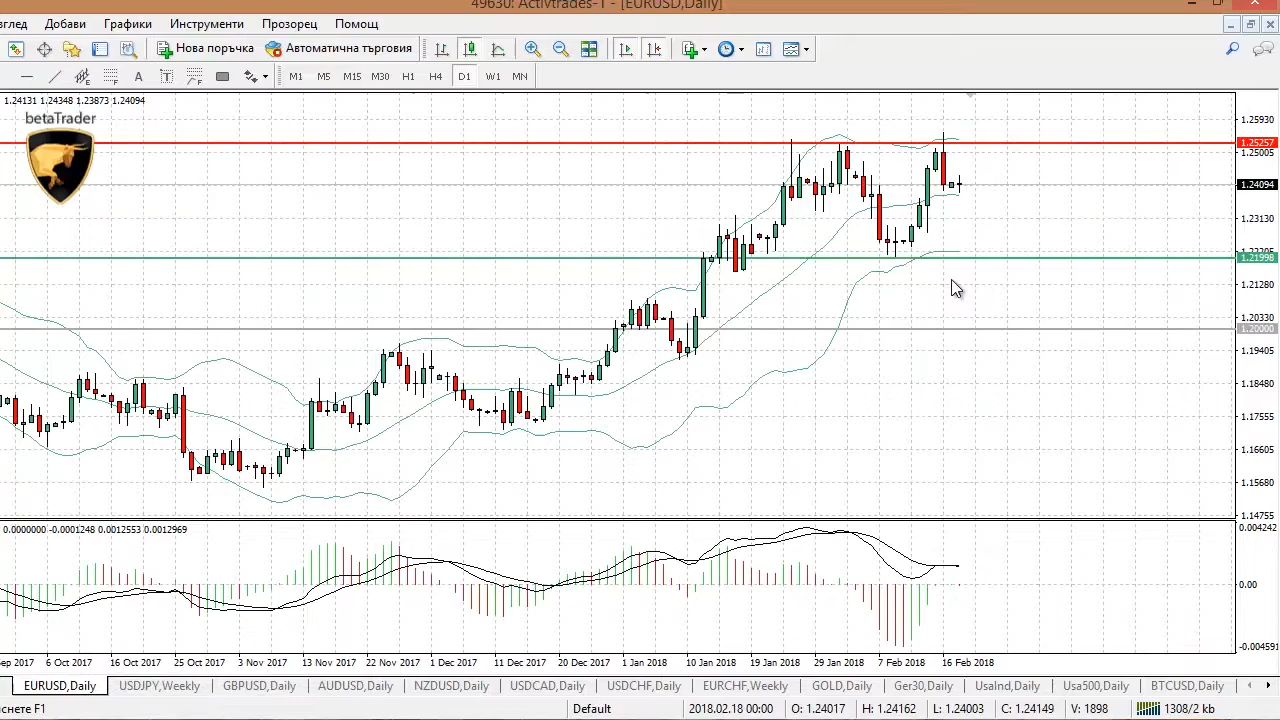 49630: Activtrades-1 - [EURUSD,Daily]
глед Добави Графики Инструменти Прозорец Помощ
Нова поръчка Автоматична търговия
A T M1 M5 M15 M30 H1 H4 D1 W1 MN
1.24131 1.24348 1.23873 1.24094
betaTrader
1.25930
1.25257
1.25005
1.24094
1.23130
1.21998
1.21280
1.20330
1.20000
1.19405
1.18480
1.17555
1.16605
1.15680
1.14755
0.0000000 -0.0001248 0.0012553 0.0012969
0.004242
0.00
-0.004591
ep 2017 6 Oct 2017 16 Oct 2017 25 Oct 2017 3 Nov 2017 13 Nov 2017 22 Nov 2017 1 Dec 2017 11 Dec 2017 20 Dec 2017 1 Jan 2018 10 Jan 2018 19 Jan 2018 29 Jan 2018 7 Feb 2018 16 Feb 2018
EURUSD,Daily USDJPY,Weekly GBPUSD,Daily AUDUSD,Daily NZDUSD,Daily USDCAD,Daily USDCHF,Daily EURCHF,Weekly GOLD,Daily Ger30,Daily UsaInd,Daily Usa500,Daily BTCUSD,Daily
снете F1 Default 2018.02.18 00:00 O: 1.24017 H: 1.24162 L: 1.24003 C: 1.24149 V: 1898 1308/2 kb